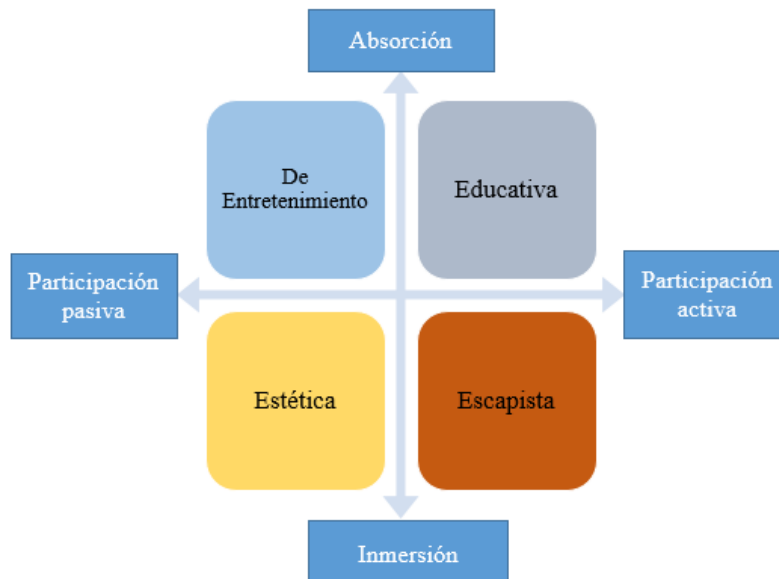 Absorción
De
Entretenimiento
Educativa
Participación
pasiva
Participación
activa
Estética
Escapista
Inmersión